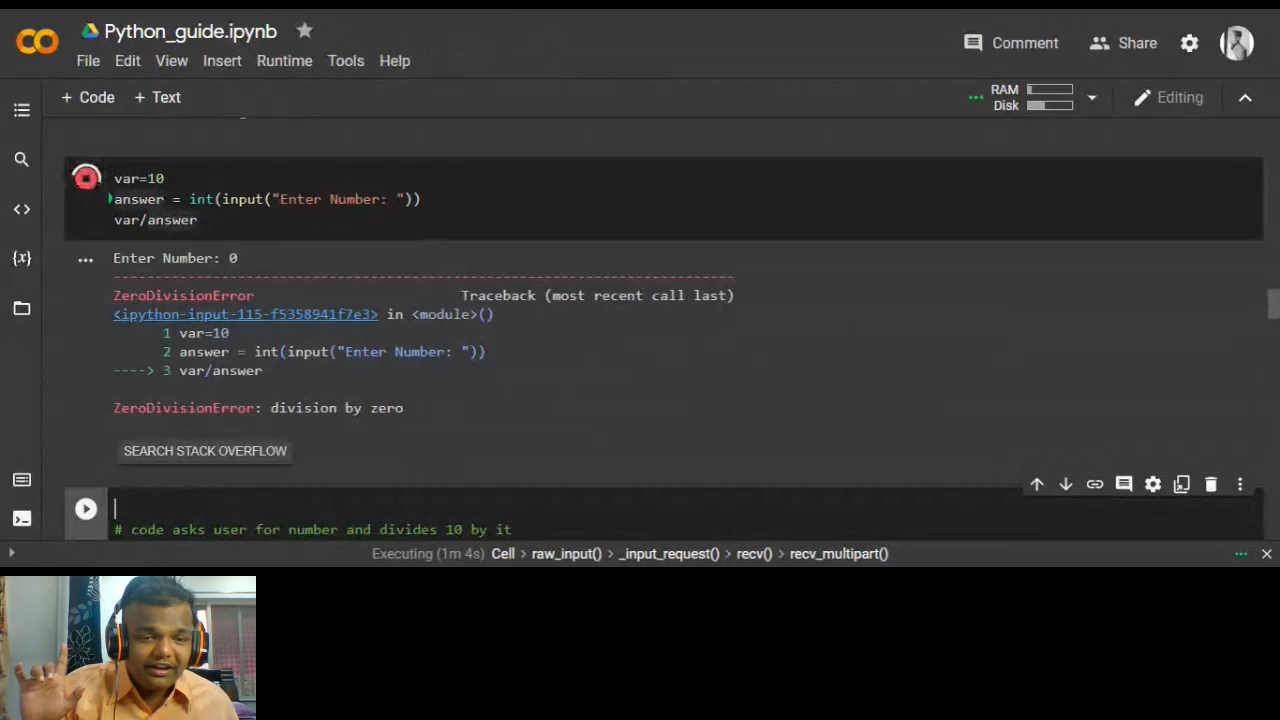 Python_guide.ipynb
File Edit View Insert Runtime Tools Help
Comment Share
+ Code + Text
RAM
Disk
Editing
var=10
answer = int(input("Enter Number: "))
var/answer
Enter Number: 0
---------------------------------------------------------------------------
ZeroDivisionError Traceback (most recent call last)
<ipython-input-115-f5358941f7e3> in <module>()
1 var=10
2 answer = int(input("Enter Number: "))
----> 3 var/answer
ZeroDivisionError: division by zero
SEARCH STACK OVERFLOW
# code asks user for number and divides 10 by it
Executing (1m 4s) Cell > raw_input() > _input_request() > recv() > recv_multipart()